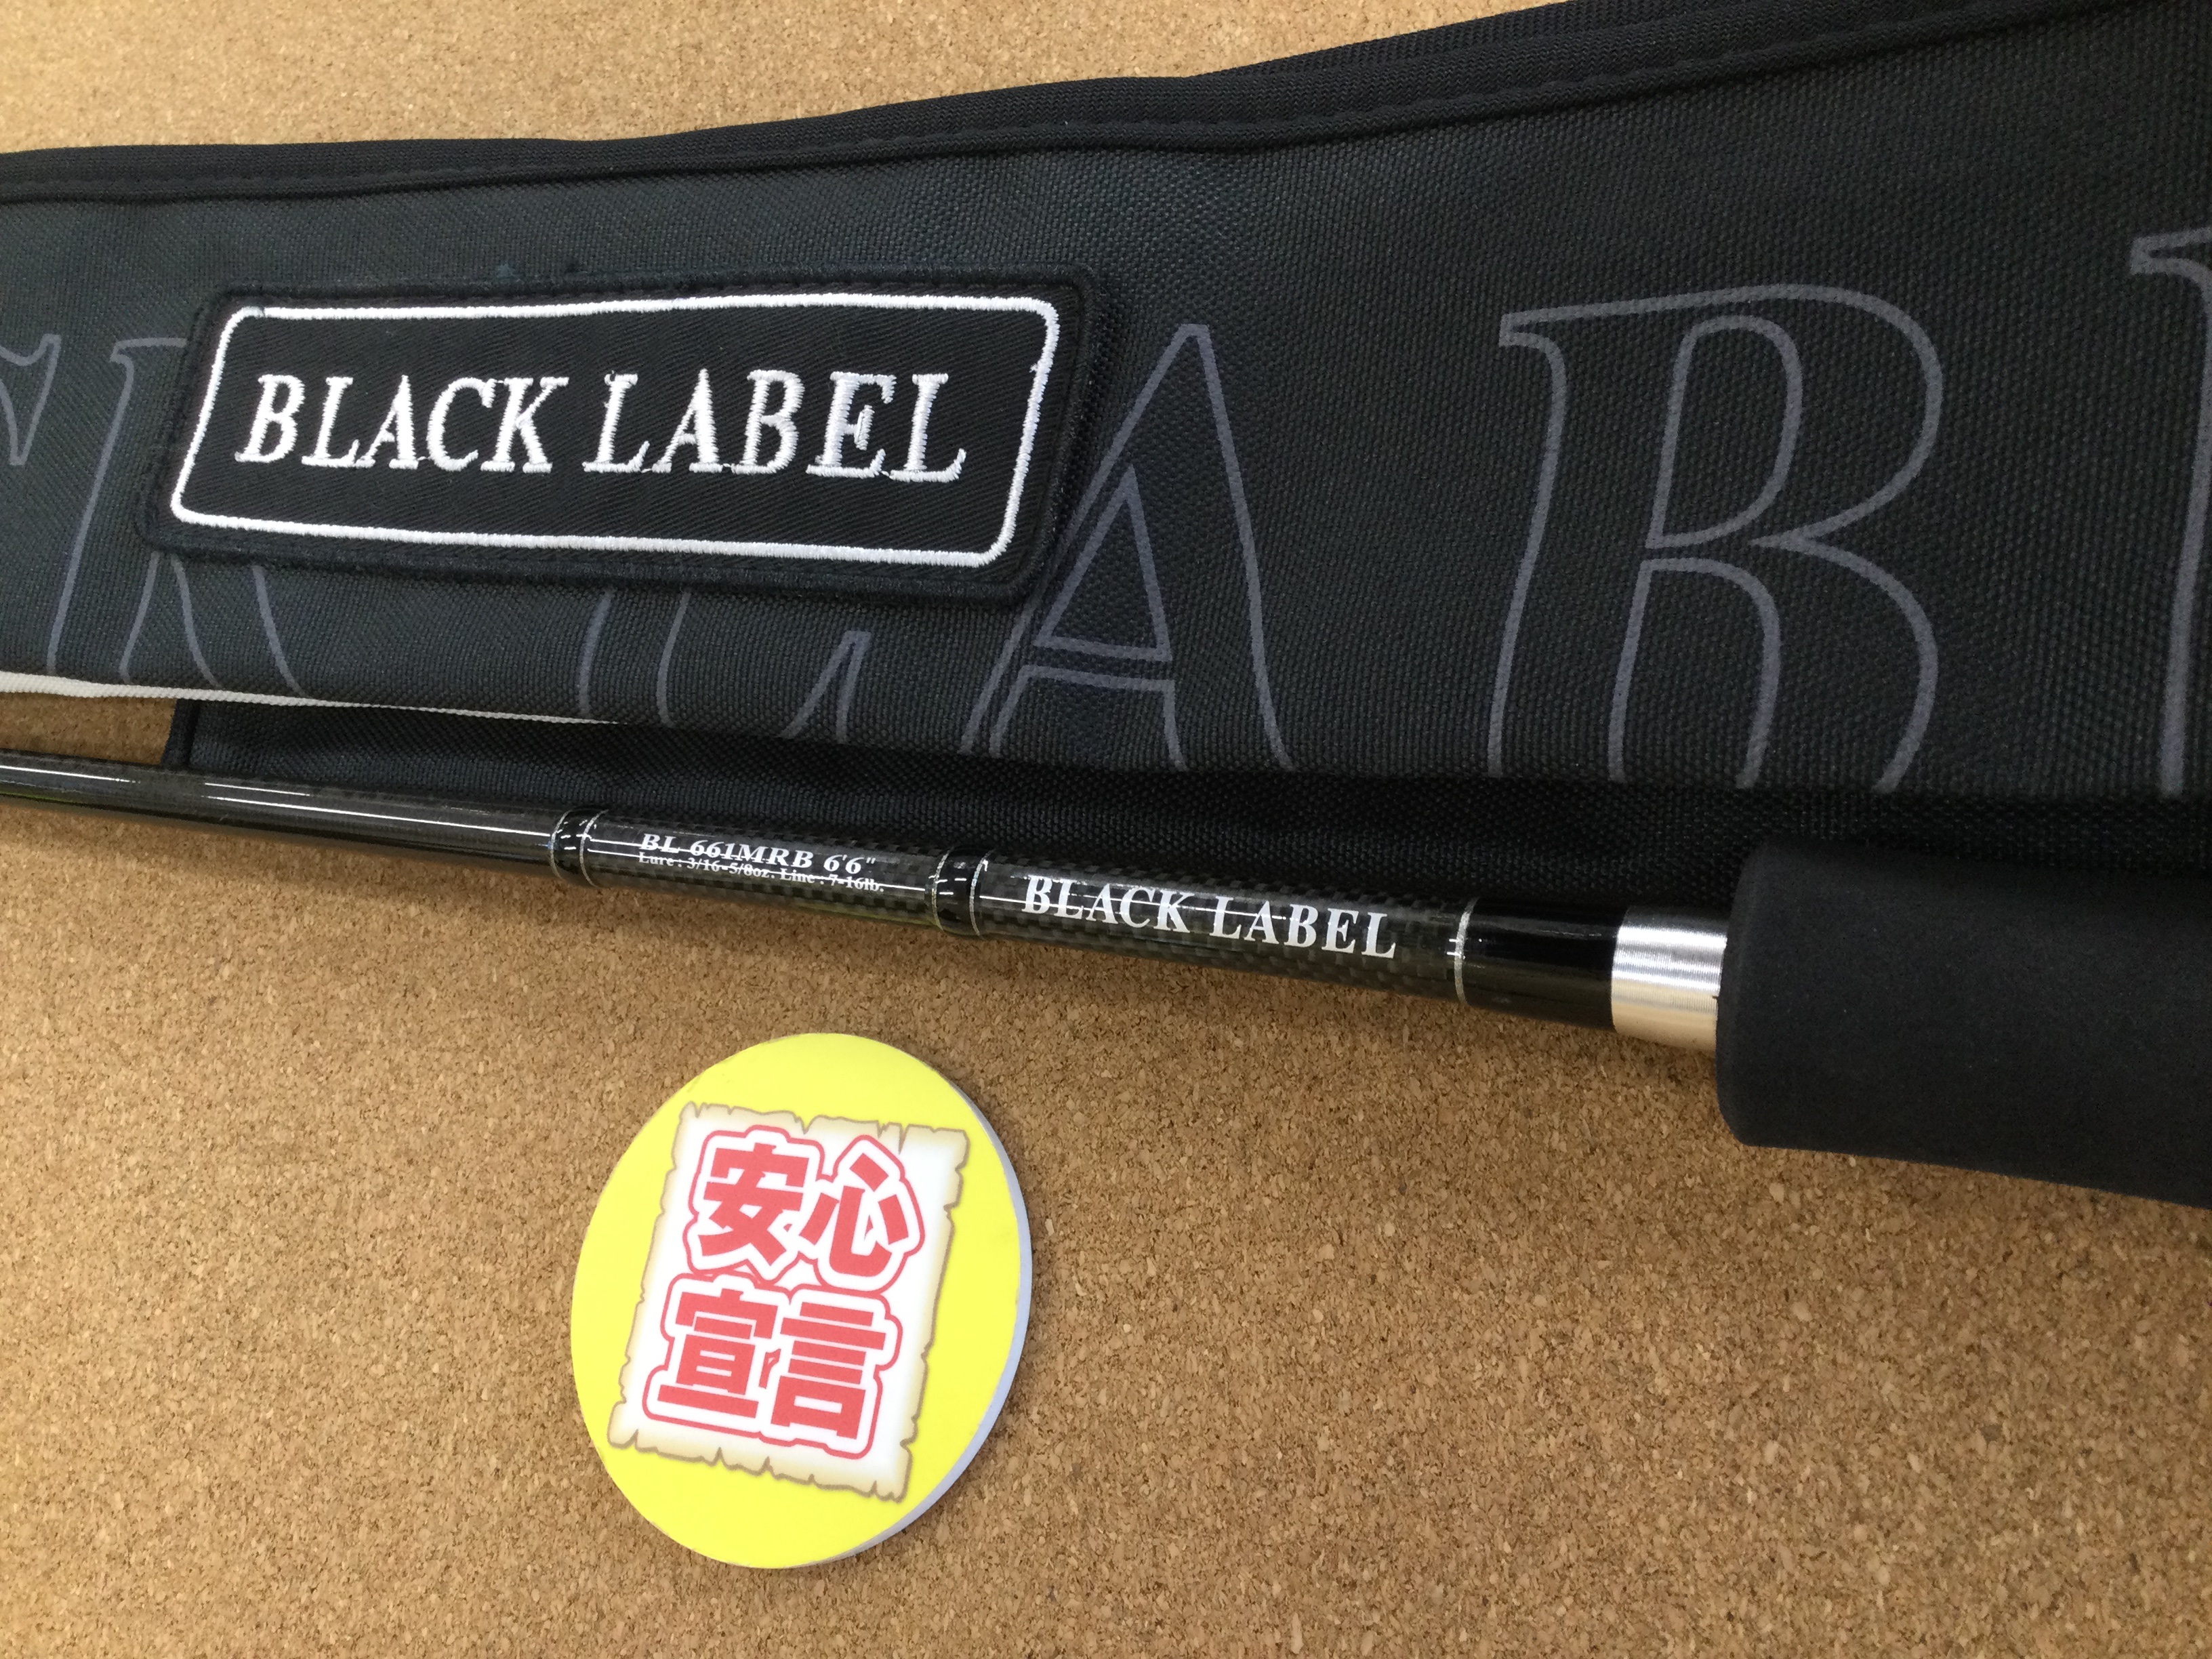 BLACK LABEL
BL 661MRB 6'6"
Lure : 3/16-5/8oz. Line : 7-16lb.
BLACK LABEL
安心
宣言